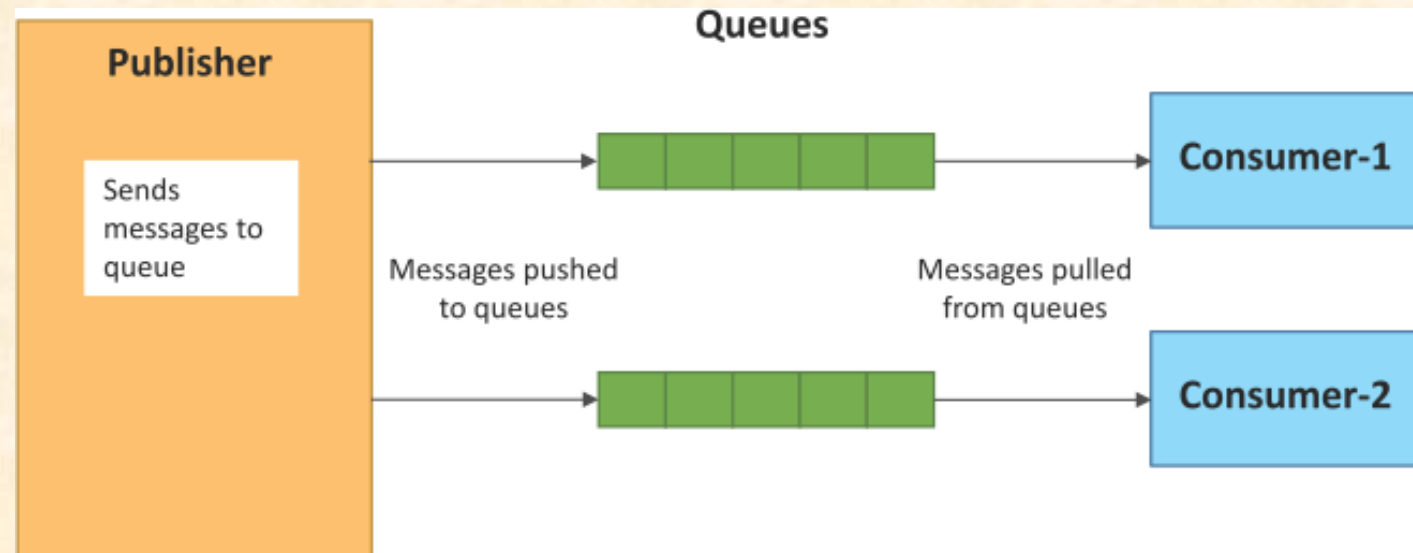 Queues
Publisher
Sends
messages to
queue
Messages pushed
to queues
Messages pulled
from queues
Consumer-1
Consumer-2